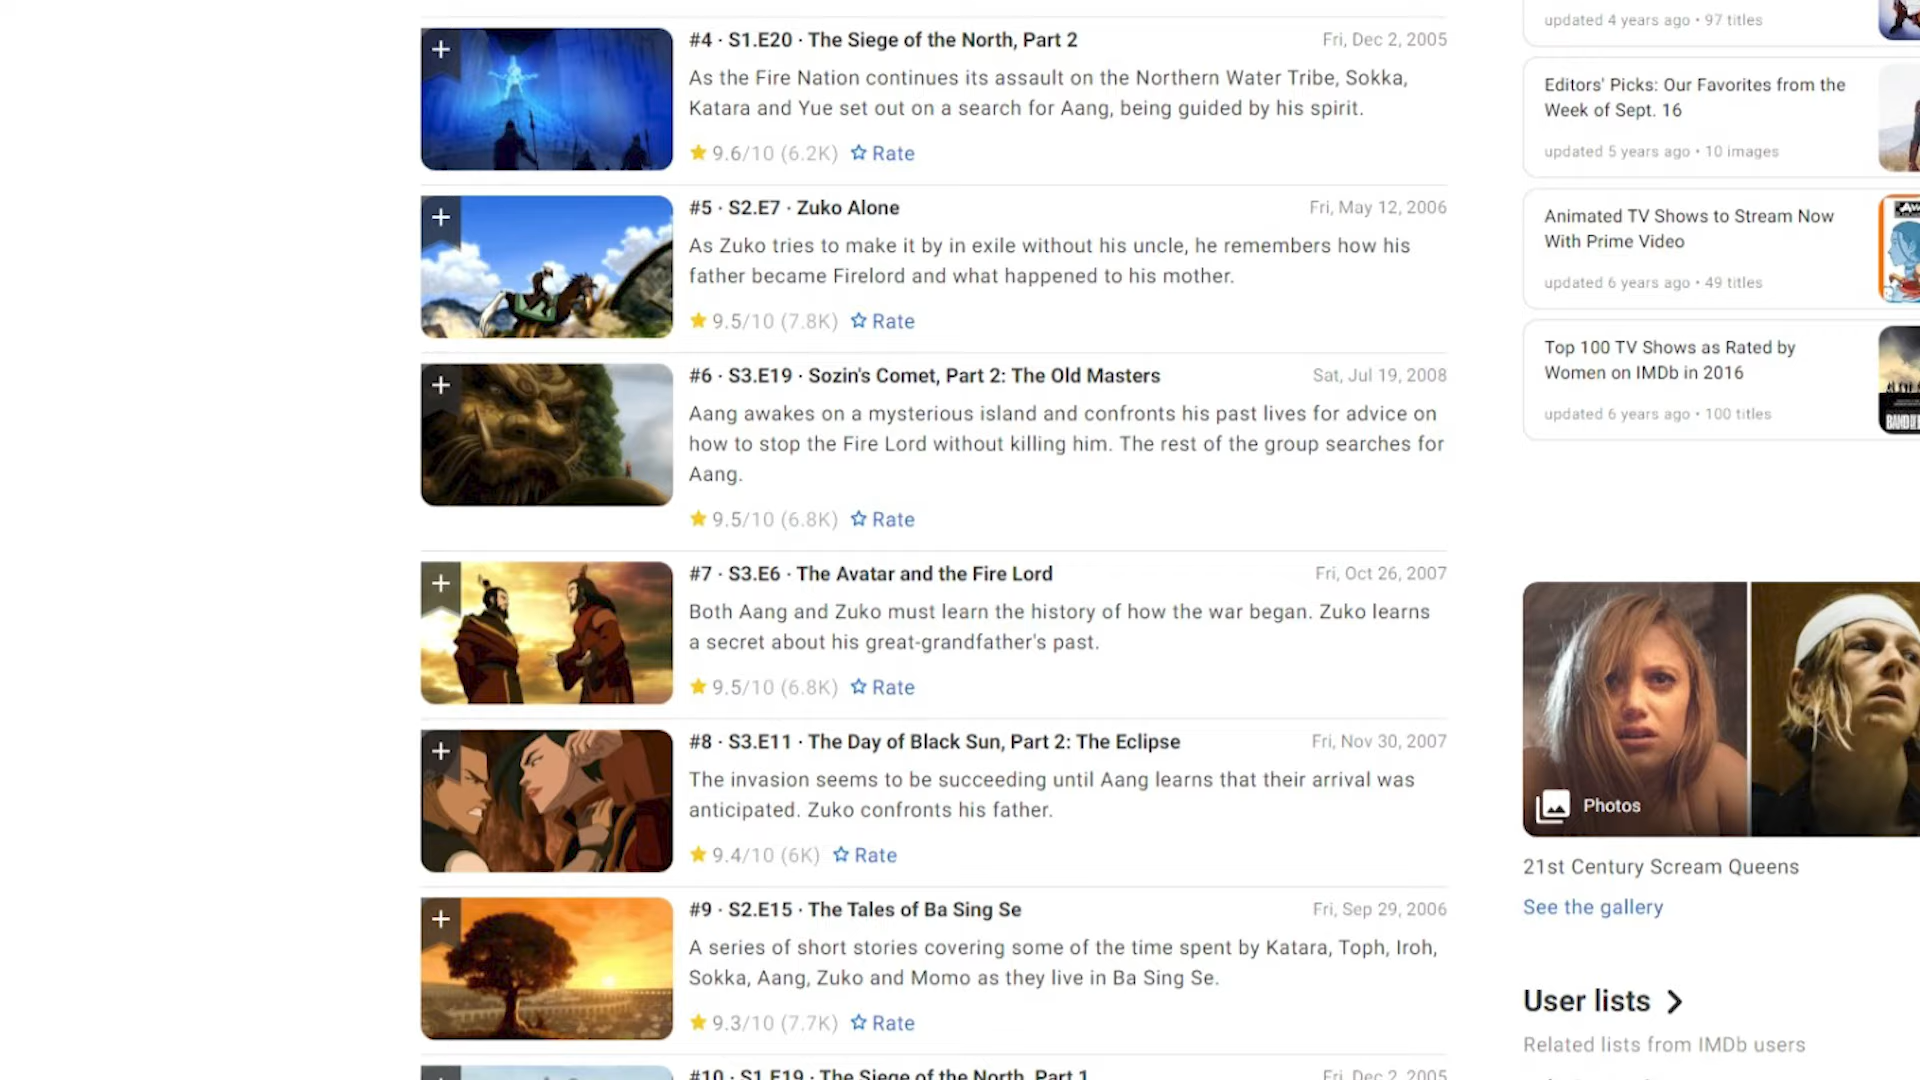 #4 · S1.E20 · The Siege of the North, Part 2
Fri, Dec 2, 2005
As the Fire Nation continues its assault on the Northern Water Tribe, Sokka,
Katara and Yue set out on a search for Aang, being guided by his spirit.
9.6/10 (6.2K) Rate
#5 · S2.E7 · Zuko Alone
Fri, May 12, 2006
As Zuko tries to make it by in exile without his uncle, he remembers how his
father became Firelord and what happened to his mother.
9.5/10 (7.8K) Rate
#6 · S3.E19 · Sozin's Comet, Part 2: The Old Masters
Sat, Jul 19, 2008
Aang awakes on a mysterious island and confronts his past lives for advice on
how to stop the Fire Lord without killing him. The rest of the group searches for
Aang.
9.5/10 (6.8K) Rate
#7 · S3.E6 · The Avatar and the Fire Lord
Fri, Oct 26, 2007
Both Aang and Zuko must learn the history of how the war began. Zuko learns
a secret about his great-grandfather's past.
9.5/10 (6.8K) Rate
#8 · S3.E11 · The Day of Black Sun, Part 2: The Eclipse
Fri, Nov 30, 2007
The invasion seems to be succeeding until Aang learns that their arrival was
anticipated. Zuko confronts his father.
9.4/10 (6K) Rate
#9 · S2.E15 · The Tales of Ba Sing Se
Fri, Sep 29, 2006
A series of short stories covering some of the time spent by Katara, Toph, Iroh,
Sokka, Aang, Zuko and Momo as they live in Ba Sing Se.
9.3/10 (7.7K) Rate
#10 · S1.E19 · The Siege of the North, Part 1
Fri, Dec 2, 2005
updated 4 years ago • 97 titles
Editors' Picks: Our Favorites from the
Week of Sept. 16
updated 5 years ago • 10 images
Animated TV Shows to Stream Now
With Prime Video
updated 6 years ago • 49 titles
Top 100 TV Shows as Rated by
Women on IMDb in 2016
updated 6 years ago • 100 titles
Photos
21st Century Scream Queens
See the gallery
User lists
Related lists from IMDb users